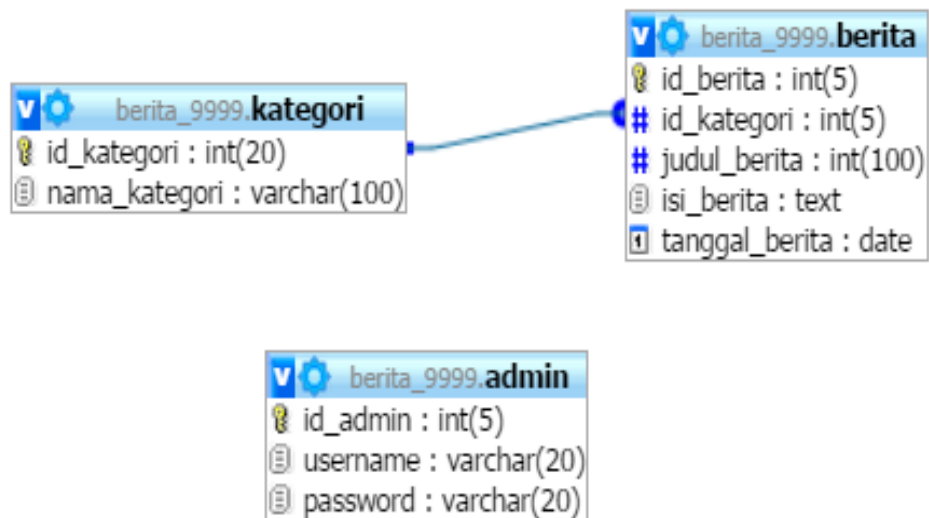 berita_9999.kategori
id_kategori : int(20)
nama_kategori : varchar(100)
berita_9999.berita
id_berita : int(5)
# id_kategori : int(5)
# judul_berita : int(100)
isi_berita : text
tanggal_berita : date
berita_9999.admin
id_admin : int(5)
username : varchar(20)
password : varchar(20)